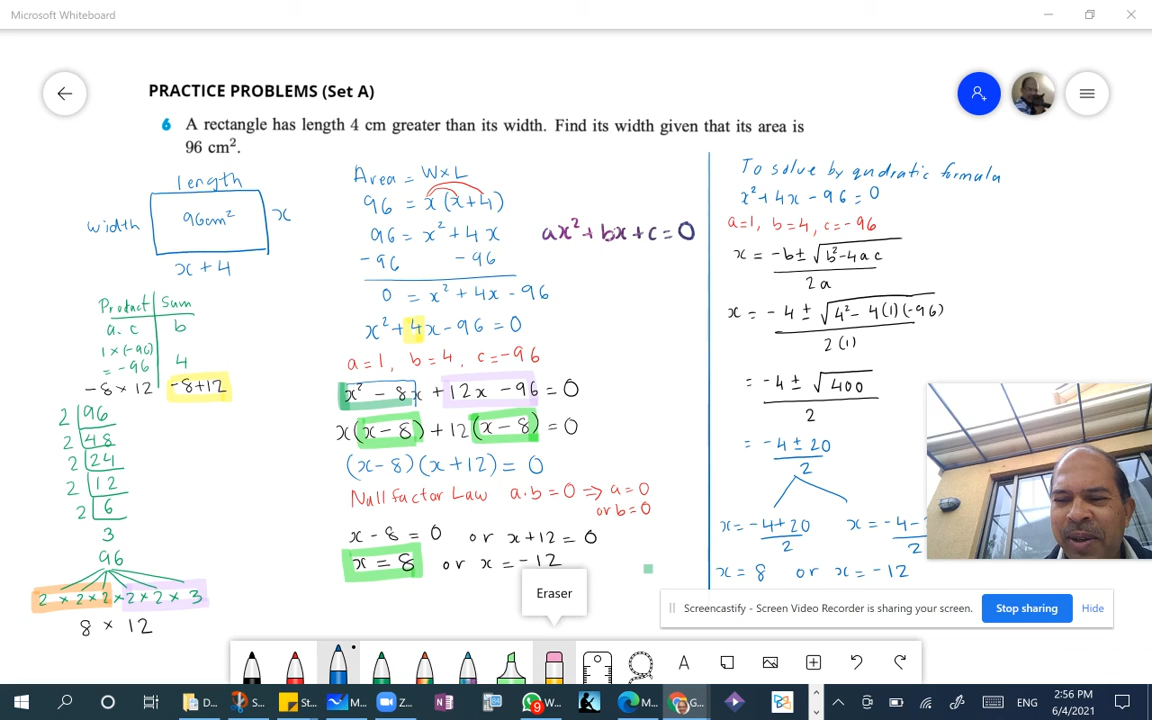 Microsoft Whiteboard
PRACTICE PROBLEMS (Set A)
6 A rectangle has length 4 cm greater than its width. Find its width given that its area is
96 cm².
length
width
96cm²
x
x + 4
Product Sum
a.c b
1×(-96)
= -96 4
-8 × 12 -8+12
2 96
2 48
2 24
2 12
2 6
3
96
2 × 2 × 2 × 2 × 2 × 3
8 × 12
Area = W×L
96 = x(x+4)
96 = x² + 4x
-96 -96
0 = x² + 4x - 96
x² + 4x - 96 = 0
a=1, b=4, c=-96
x² - 8x + 12x - 96 = 0
x(x-8) + 12(x-8) = 0
(x-8)(x+12) = 0
Null factor Law a.b=0 ⇒ a=0
or b=0
x - 8 = 0 or x+12 = 0
x = 8 or x = -12
ax² + bx + c = 0
To solve by qudratic formula
x² + 4x - 96 = 0
a=1, b=4, c=-96
x = -b ± √b²-4ac
2a
x = -4 ± √4² - 4(1)(-96)
2(1)
= -4 ± √400
2
= -4 ± 20
2
x = -4+20 x = -4-
2 2
x = 8 or x = -12
Eraser
Screencastify - Screen Video Recorder is sharing your screen.
Stop sharing
Hide
A
D...
St...
M...
Z...
9
W...
M...
G...
ENG
2:56 PM
6/4/2021